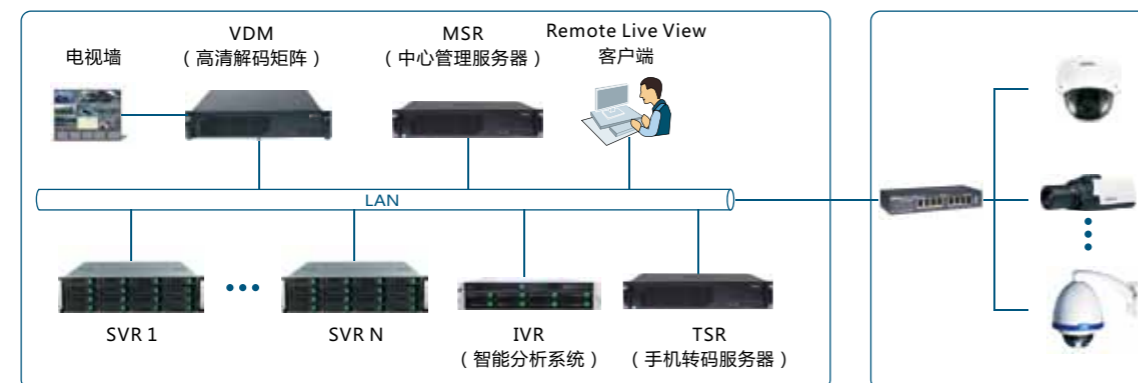 电视墙
VDM
（高清解码矩阵）
MSR
（中心管理服务器）
Remote Live View
客户端
LAN
SVR 1
SVR N
IVR
（智能分析系统）
TSR
（手机转码服务器）